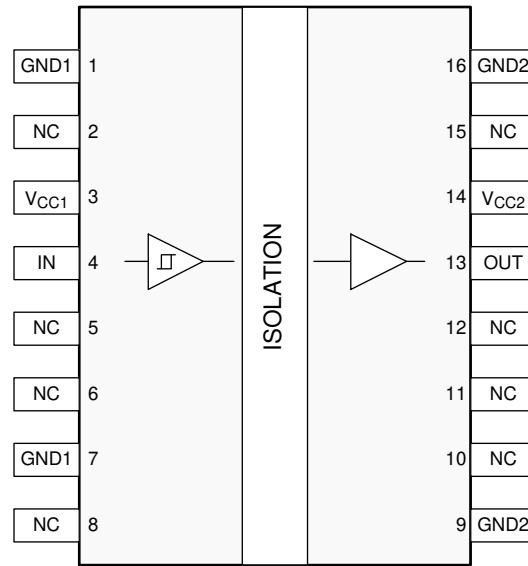 GND1 1 16 GND2
NC 2 15 NC
VCC1 3 14 VCC2
IN 4 13 OUT
NC 5 12 NC
NC 6 11 NC
GND1 7 10 NC
NC 8 9 GND2
ISOLATION